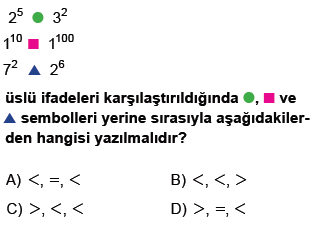 2⁵ ● 3²
1¹⁰ ■ 1¹⁰⁰
7² ▲ 2⁶
üslü ifadeleri karşılaştırıldığında ●, ■ ve
▲ sembolleri yerine sırasıyla aşağıdakiler-
den hangisi yazılmalıdır?
A) <, =, < B) <, <, >
C) >, <, < D) >, =, <